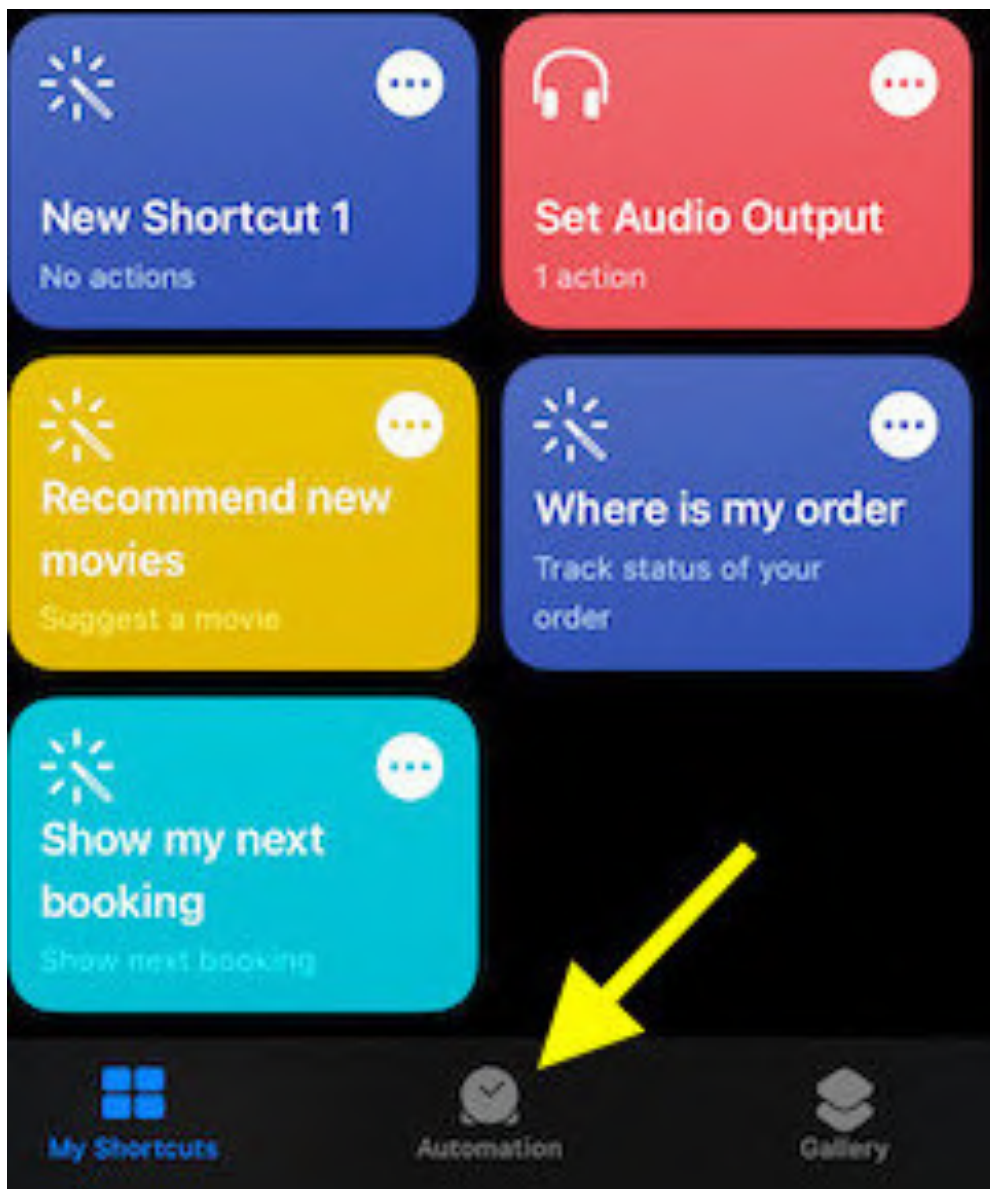 New Shortcut 1
No actions
Set Audio Output
1 action
Recommend new
movies
Suggest a movie
Where is my order
Track status of your
order
Show my next
booking
Show next booking
My Shortcuts
Automation
Gallery